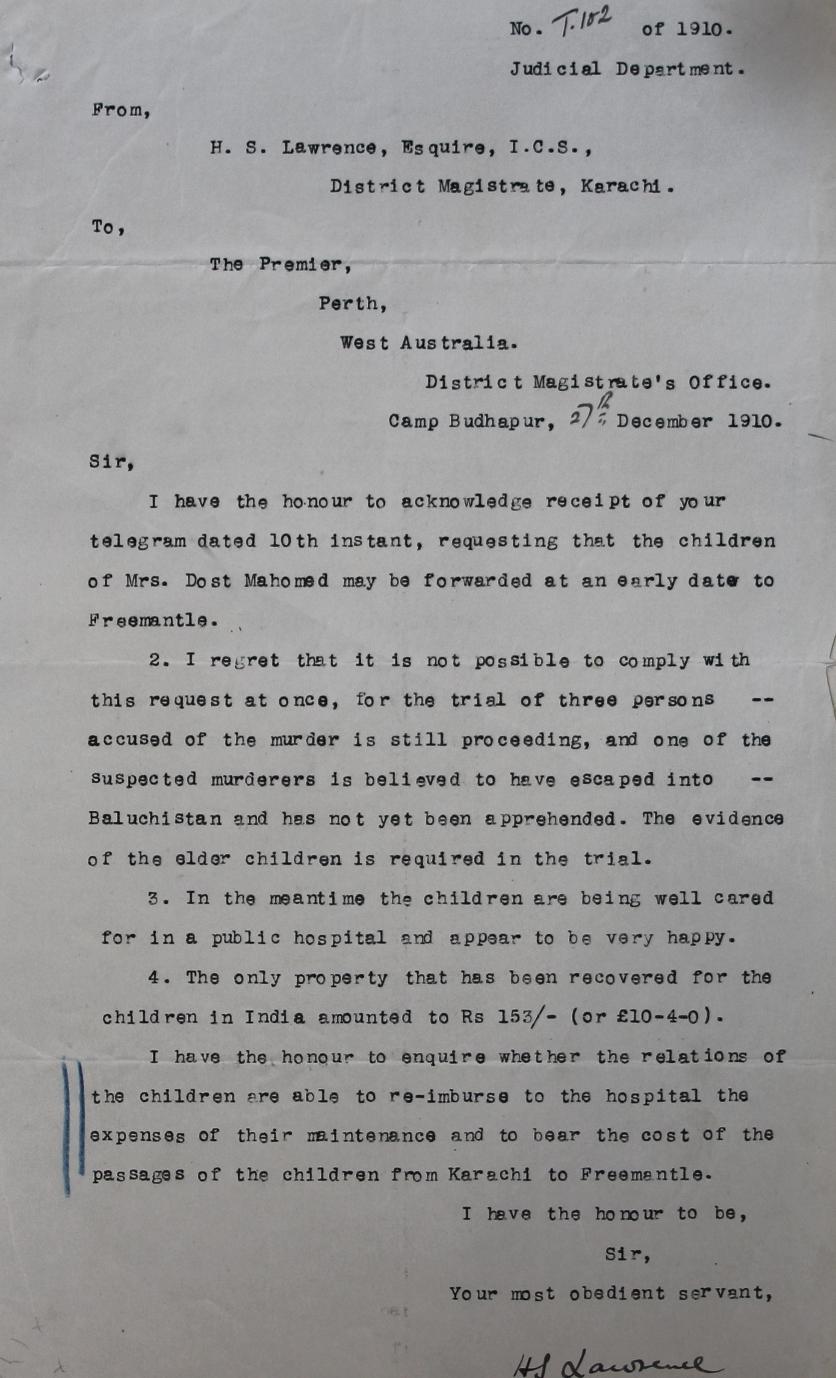 No. T.102 of 1910.
Judicial Department.
From,
H. S. Lawrence, Esquire, I.C.S.,
District Magistrate, Karachi.
To,
The Premier,
Perth,
West Australia.
District Magistrate's Office.
Camp Budhapur, 27th December 1910.
Sir,
I have the honour to acknowledge receipt of your
telegram dated 10th instant, requesting that the children
of Mrs. Dost Mahomed may be forwarded at an early date to
Freemantle.
2. I regret that it is not possible to comply with
this request at once, for the trial of three persons --
accused of the murder is still proceeding, and one of the
suspected murderers is believed to have escaped into --
Baluchistan and has not yet been apprehended. The evidence
of the elder children is required in the trial.
3. In the meantime the children are being well cared
for in a public hospital and appear to be very happy.
4. The only property that has been recovered for the
children in India amounted to Rs 153/- (or £10-4-0).
I have the honour to enquire whether the relations of
the children are able to re-imburse to the hospital the
expenses of their maintenance and to bear the cost of the
passages of the children from Karachi to Freemantle.
I have the honour to be,
Sir,
Your most obedient servant,
HS Lawrence